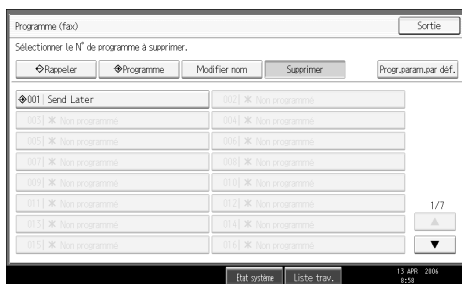 Programme (fax) Sortie
Sélectionner le N° de programme à supprimer.
Rappeler Programme Modifier nom Supprimer Progr.param.par déf.
001 Send Later 002 Non programmé
003 Non programmé 004 Non programmé
005 Non programmé 006 Non programmé
007 Non programmé 008 Non programmé
009 Non programmé 010 Non programmé
011 Non programmé 012 Non programmé 1/7
013 Non programmé 014 Non programmé
015 Non programmé 016 Non programmé
Etat système Liste trav. 13 APR 2006
8:58